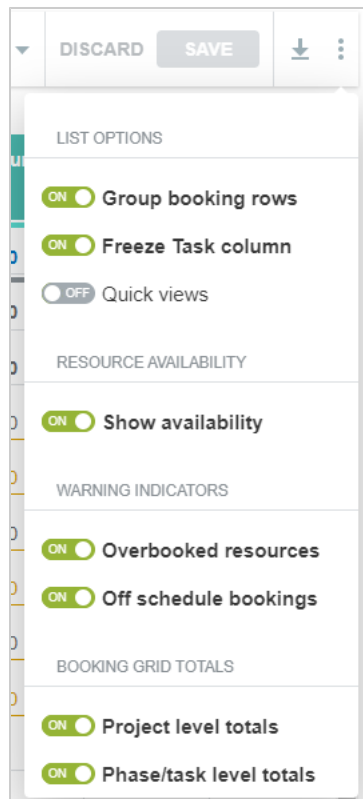 DISCARD SAVE
LIST OPTIONS
ON Group booking rows
ON Freeze Task column
OFF Quick views
RESOURCE AVAILABILITY
ON Show availability
WARNING INDICATORS
ON Overbooked resources
ON Off schedule bookings
BOOKING GRID TOTALS
ON Project level totals
ON Phase/task level totals